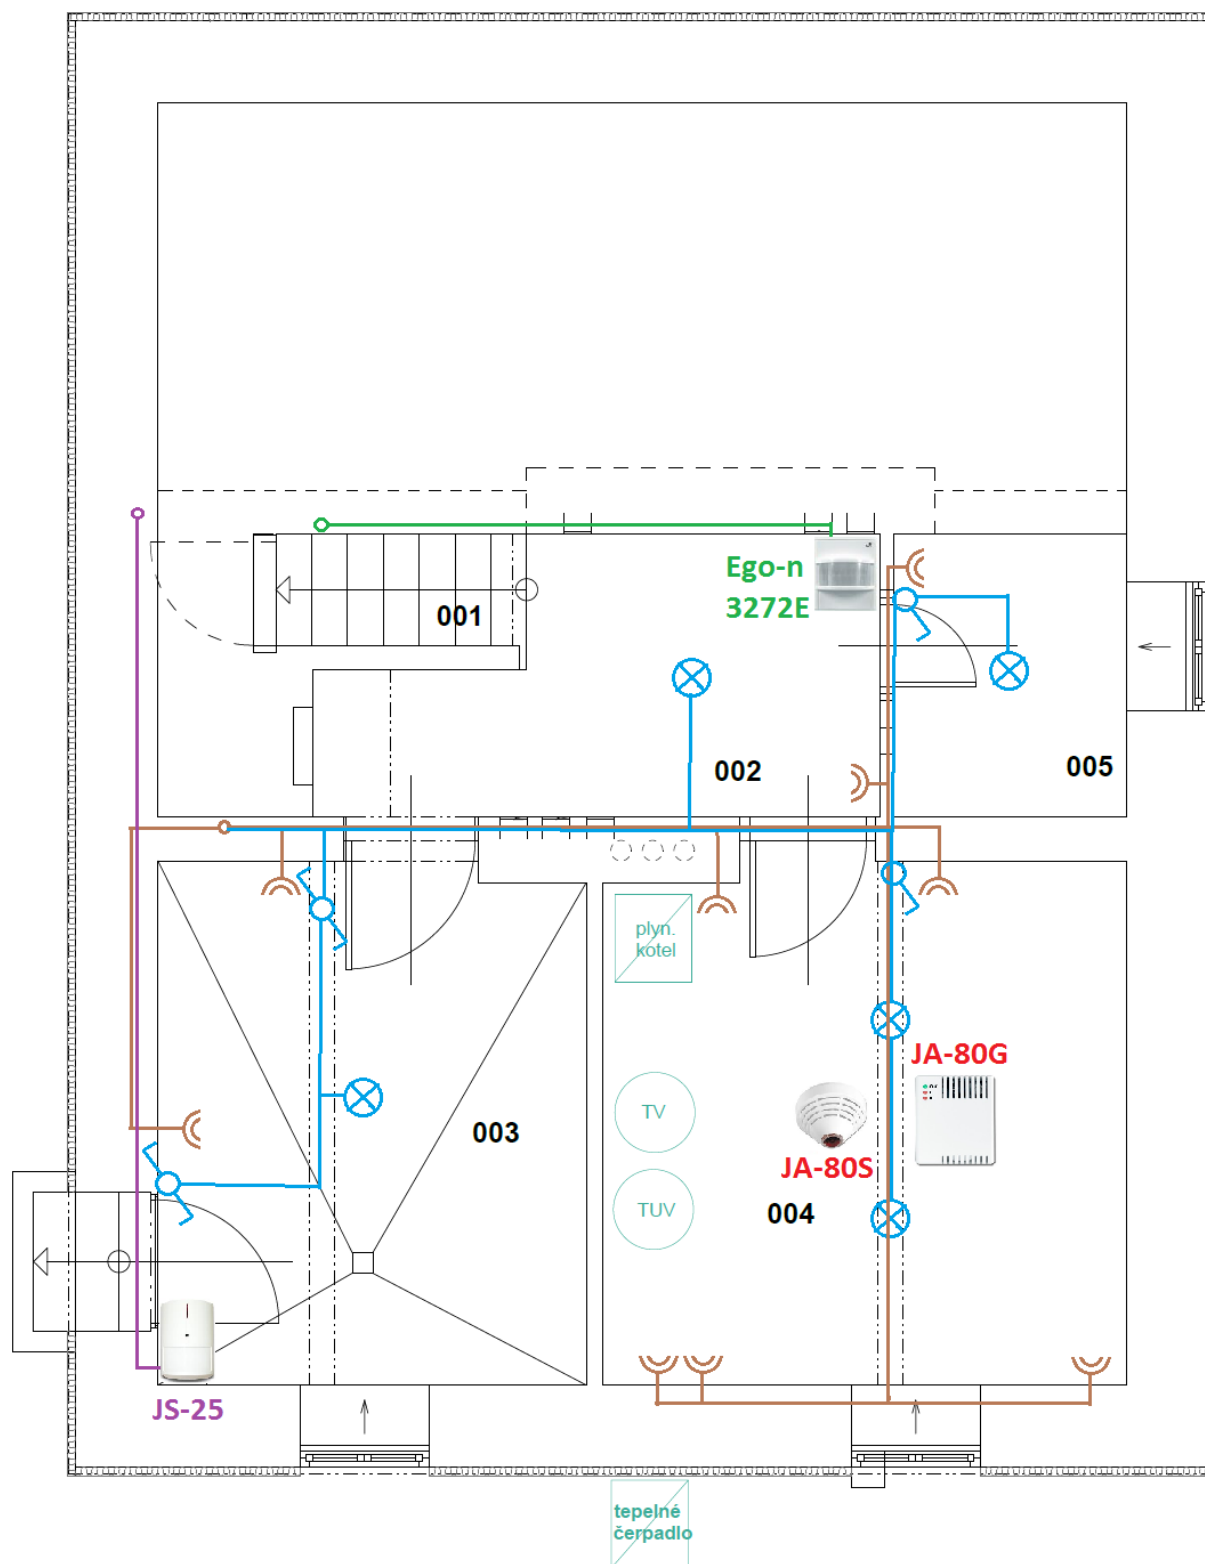 Ego-n
3272E
001
002
005
plyn.
kotel
JA-80G
TV
003
JA-80S
TUV
004
JS-25
tepelné
čerpadlo